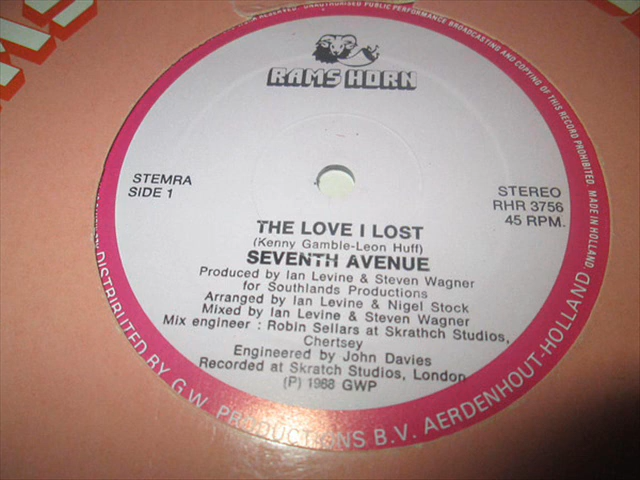 RAMS HORN
STEMRA
SIDE 1
STEREO
RHR 3756
45 RPM.
THE LOVE I LOST
(Kenny Gamble-Leon Huff)
SEVENTH AVENUE
Produced by Ian Levine & Steven Wagner
for Southlands Productions
Arranged by Ian Levine & Nigel Stock
Mixed by Ian Levine & Steven Wagner
Mix engineer : Robin Sellars at Skrathch Studios,
Chertsey
Engineered by John Davies
Recorded at Skratch Studios, London
(P) 1988 GWP
UNAUTHORISED PUBLIC PERFORMANCE BROADCASTING AND COPYING OF THIS RECORD PROHIBITED. MADE IN HOLLAND
DISTRIBUTED BY G.W. PRODUCTIONS B.V. AERDENHOUT-HOLLAND